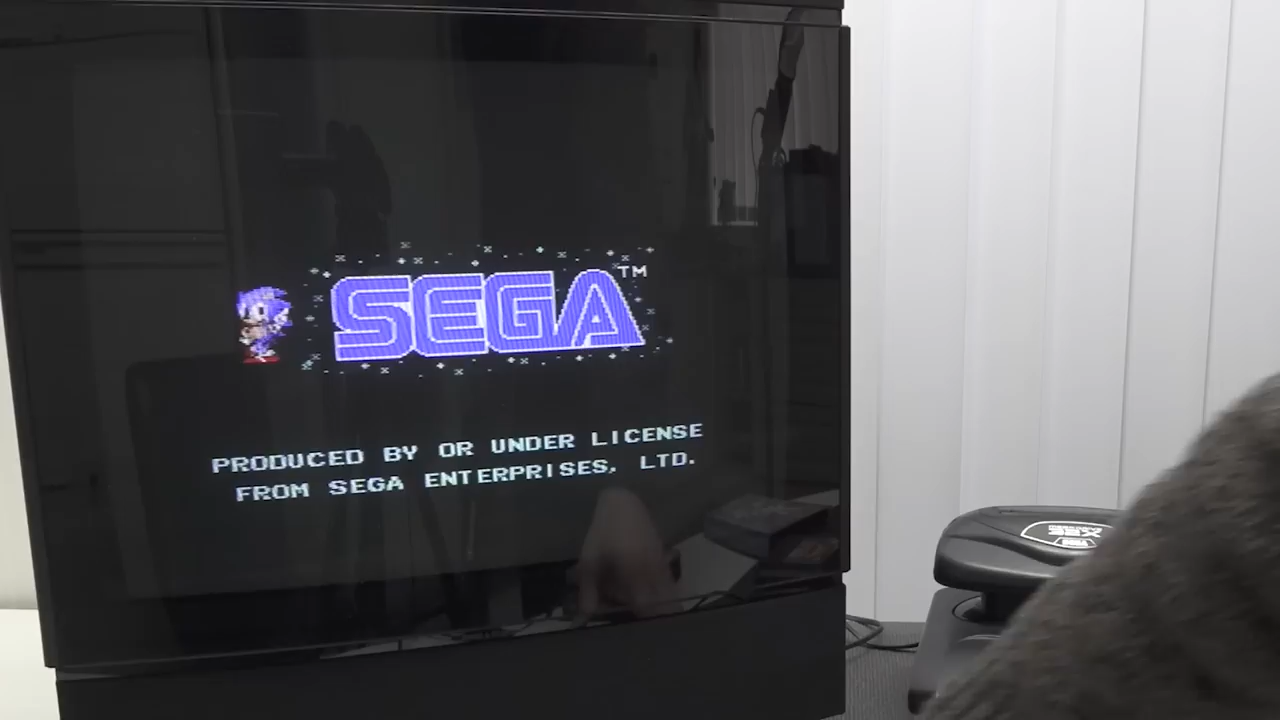 SEGA™
PRODUCED BY OR UNDER LICENSE
FROM SEGA ENTERPRISES, LTD.